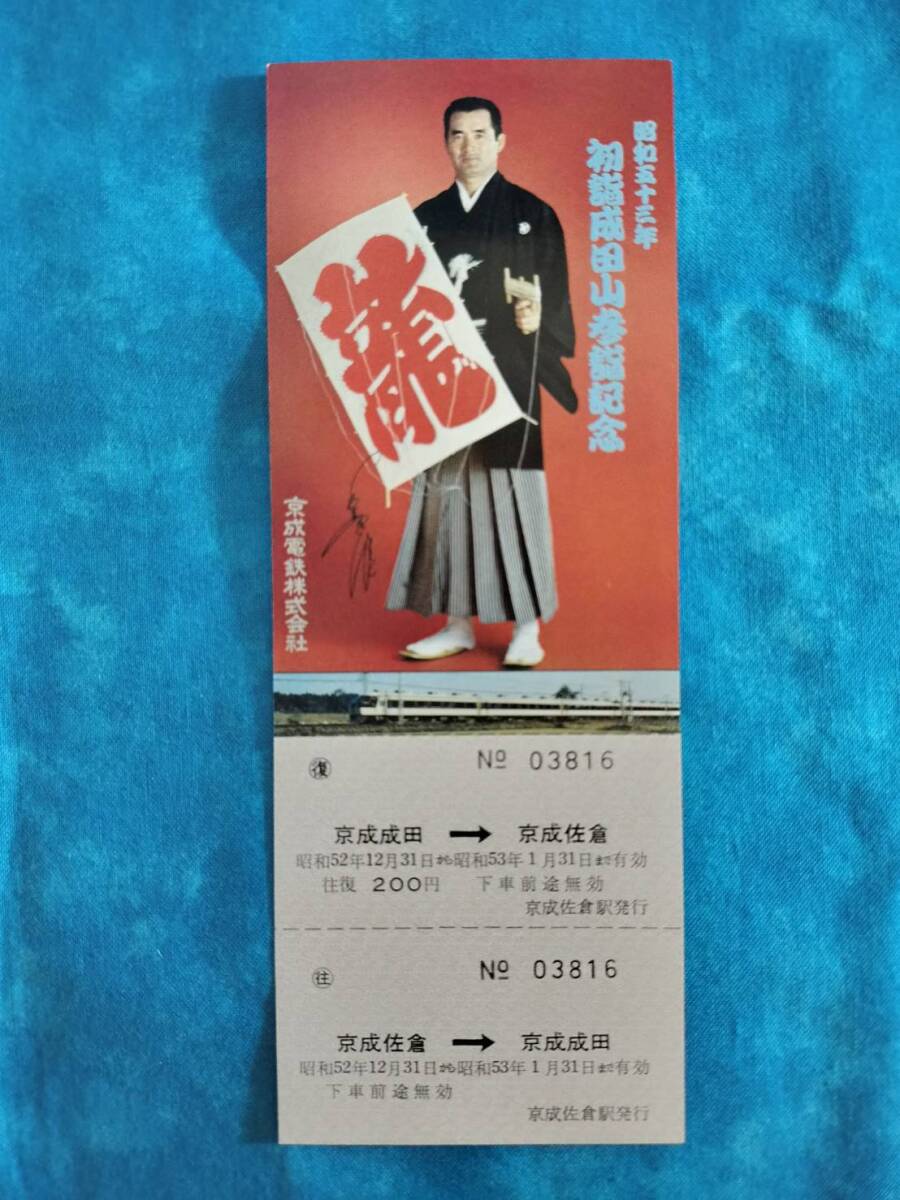 昭和五十三年
初詣成田山参詣記念
龍
京成電鉄株式会社
復
№ 03816
京成成田 → 京成佐倉
昭和52年12月31日から昭和53年1月31日まで有効
往復 200円 下車前途無効
京成佐倉駅発行
往
№ 03816
京成佐倉 → 京成成田
昭和52年12月31日から昭和53年1月31日まで有効
下車前途無効
京成佐倉駅発行